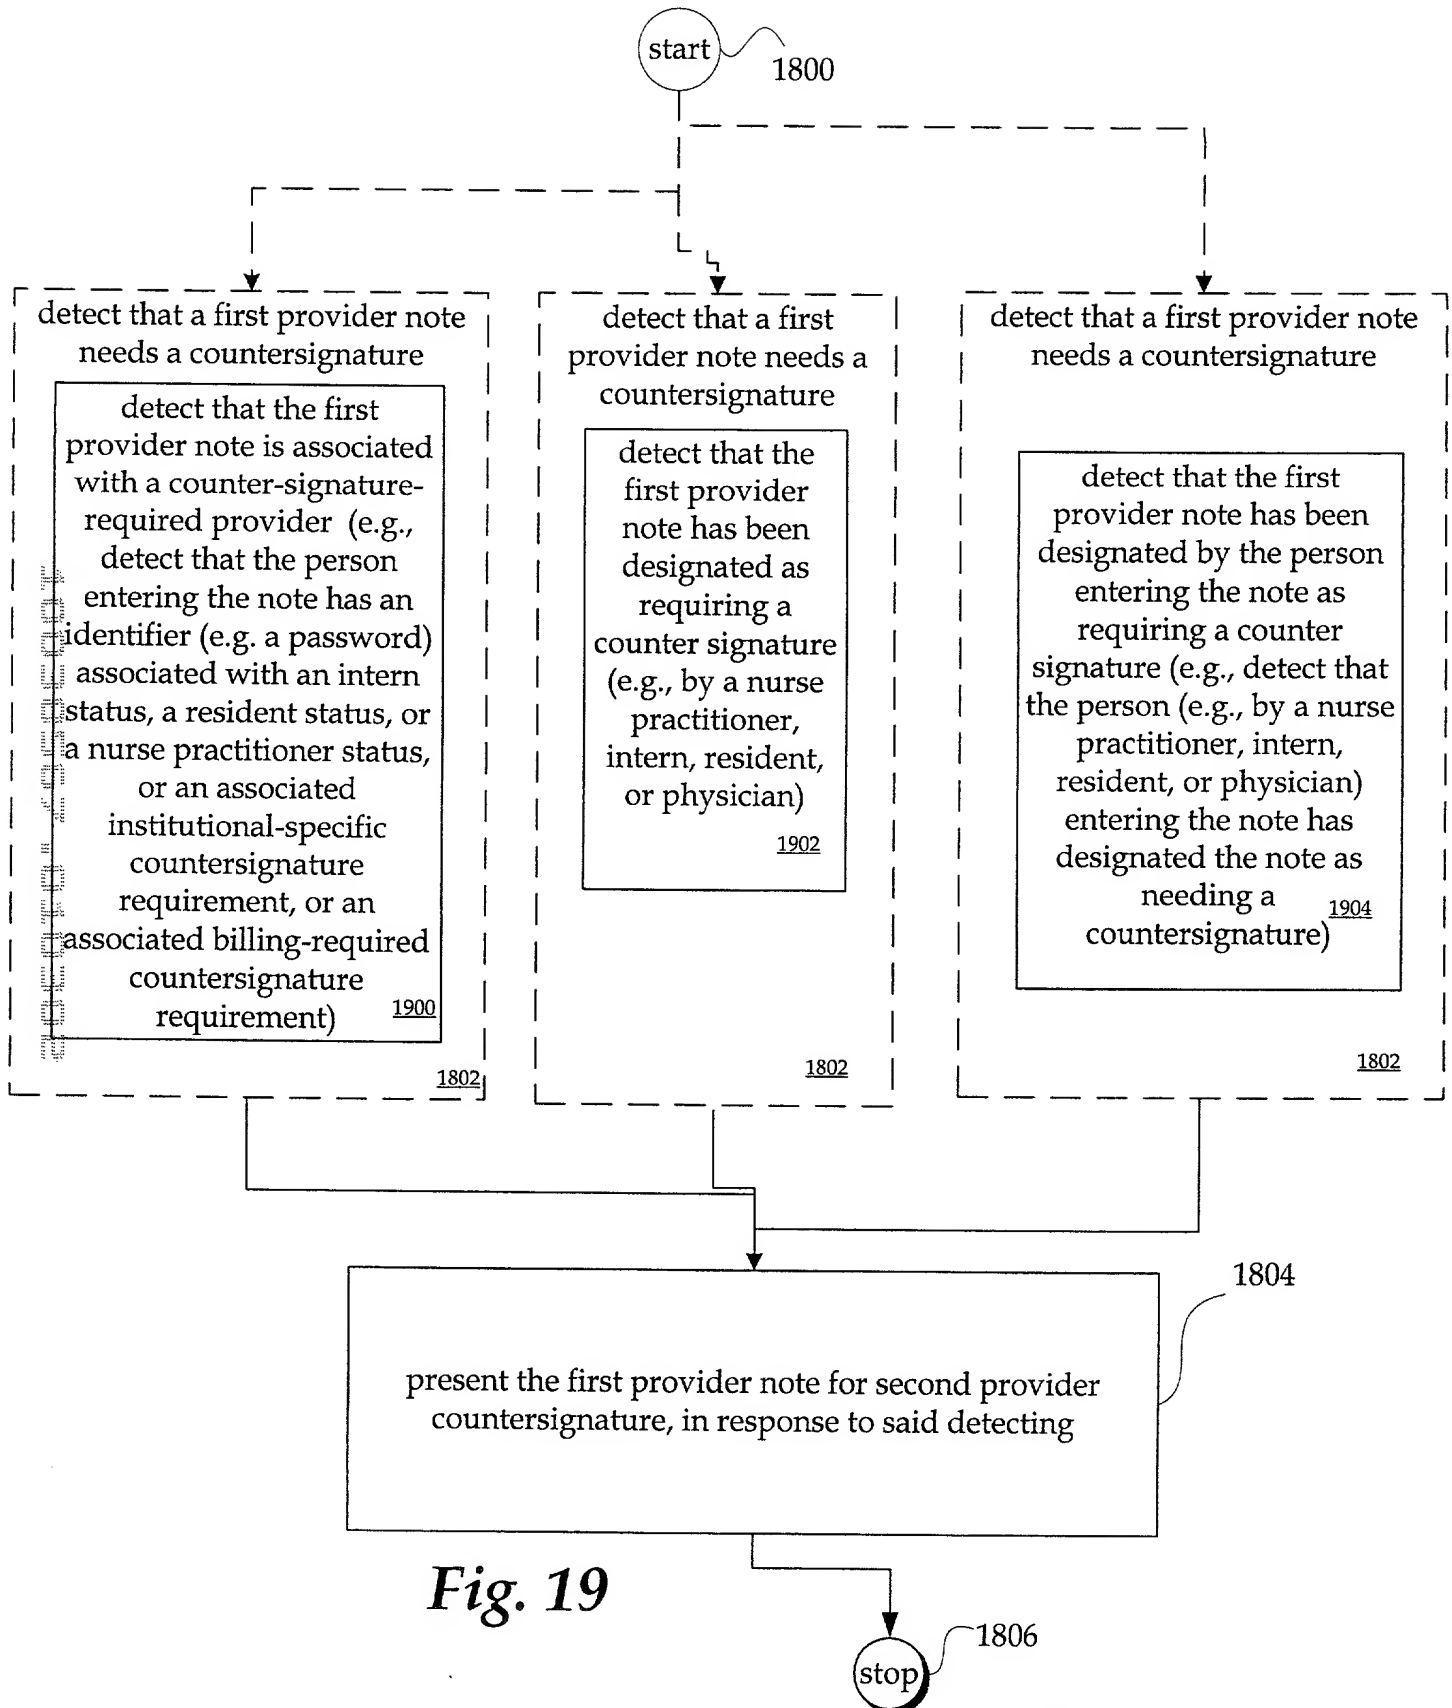 start
1800
detect that a first provider note
needs a countersignature
detect that the first
provider note is associated
with a counter-signature-
required provider (e.g.,
detect that the person
entering the note has an
identifier (e.g. a password)
associated with an intern
status, a resident status, or
a nurse practitioner status,
or an associated
institutional-specific
countersignature
requirement, or an
associated billing-required
countersignature
requirement)
1900
1802
detect that a first
provider note needs a
countersignature
detect that the
first provider
note has been
designated as
requiring a
counter signature
(e.g., by a nurse
practitioner,
intern, resident,
or physician)
1902
1802
detect that a first provider note
needs a countersignature
detect that the first
provider note has been
designated by the person
entering the note as
requiring a counter
signature (e.g., detect that
the person (e.g., by a nurse
practitioner, intern,
resident, or physician)
entering the note has
designated the note as
needing a
countersignature)
1904
1802
1804
present the first provider note for second provider
countersignature, in response to said detecting
Fig. 19
1806
stop